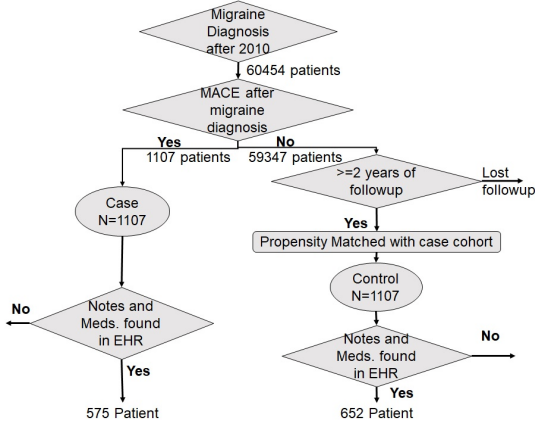 Migraine
Diagnosis
after 2010
60454 patients
MACE after
migraine
diagnosis
Yes
No
1107 patients
59347 patients
>=2 years of
followup
Lost
followup
Case
N=1107
Yes
Propensity Matched with case cohort
Control
N=1107
No
Notes and
Meds. found
in EHR
Notes and
Meds. found
in EHR
No
Yes
Yes
575 Patient
652 Patient